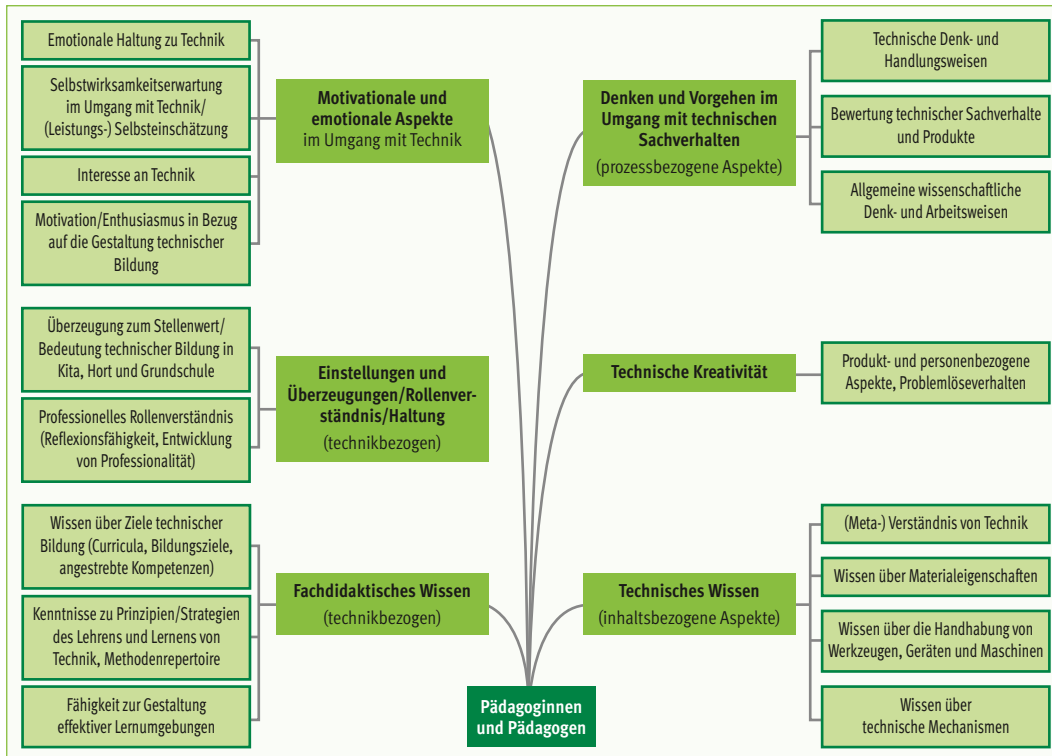 Emotionale Haltung zu Technik
Selbstwirksamkeitserwartung
im Umgang mit Technik/
(Leistungs-) Selbsteinschätzung
Interesse an Technik
Motivation/Enthusiasmus in Bezug
auf die Gestaltung technischer
Bildung
Motivationale und
emotionale Aspekte
im Umgang mit Technik
Denken und Vorgehen im
Umgang mit technischen
Sachverhalten
(prozessbezogene Aspekte)
Technische Denk- und
Handlungsweisen
Bewertung technischer Sachverhalte
und Produkte
Allgemeine wissenschaftliche
Denk- und Arbeitsweisen
Überzeugung zum Stellenwert/
Bedeutung technischer Bildung in
Kita, Hort und Grundschule
Professionelles Rollenverständnis
(Reflexionsfähigkeit, Entwicklung
von Professionalität)
Einstellungen und
Überzeugungen/Rollenver-
ständnis/Haltung
(technikbezogen)
Technische Kreativität
Produkt- und personenbezogene
Aspekte, Problemlöseverhalten
Wissen über Ziele technischer
Bildung (Curricula, Bildungsziele,
angestrebte Kompetenzen)
Kenntnisse zu Prinzipien/Strategien
des Lehrens und Lernens von
Technik, Methodenrepertoire
Fähigkeit zur Gestaltung
effektiver Lernumgebungen
Fachdidaktisches Wissen
(technikbezogen)
Technisches Wissen
(inhaltsbezogene Aspekte)
(Meta-) Verständnis von Technik
Wissen über Materialeigenschaften
Wissen über die Handhabung von
Werkzeugen, Geräten und Maschinen
Wissen über
technische Mechanismen
Pädagoginnen
und Pädagogen